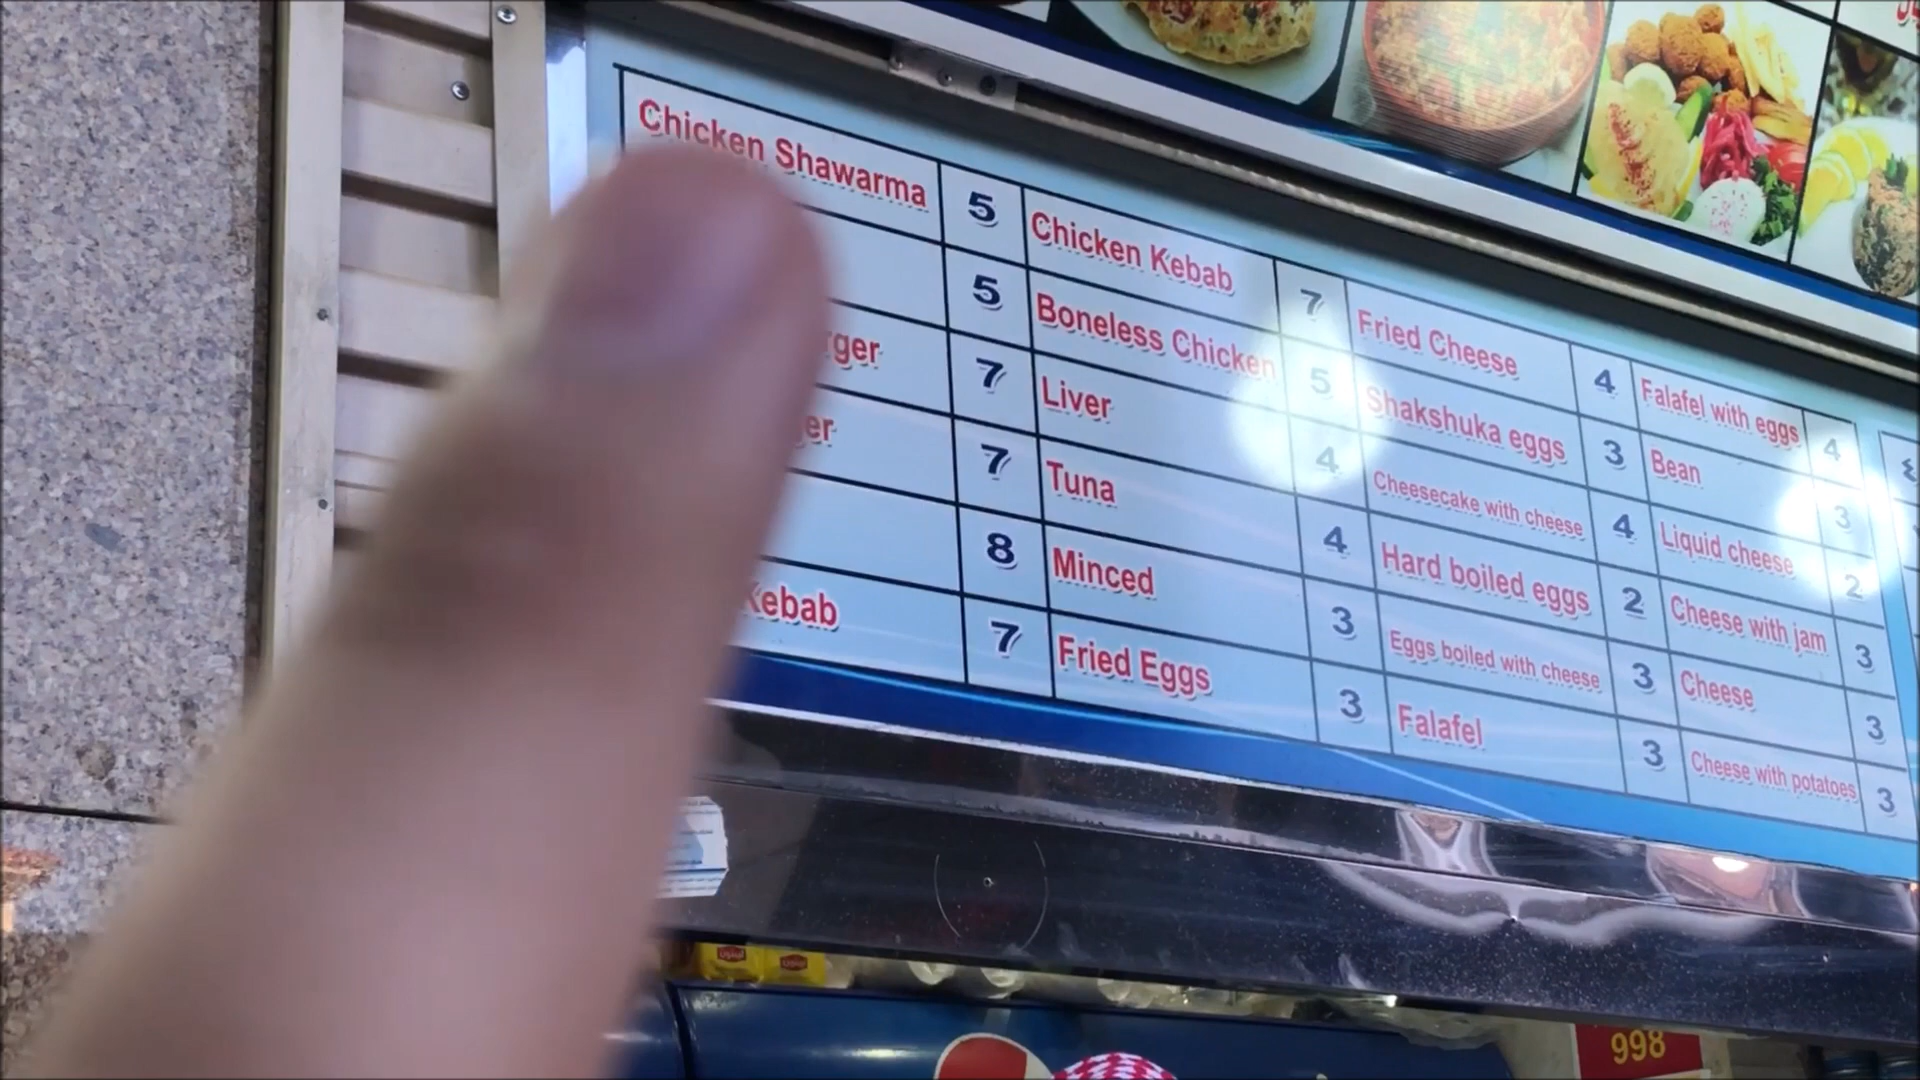 Chicken Shawarma 5 Chicken Kebab 7 Fried Cheese 4 Falafel with eggs 4
5 Boneless Chicken 5 Shakshuka eggs 3 Bean 3
7 Liver 4 Cheesecake with cheese 4 Liquid cheese 2
7 Tuna 4 Hard boiled eggs 2 Cheese with jam 3
8 Minced 3 Eggs boiled with cheese 3 Cheese 3
Kebab 7 Fried Eggs 3 Falafel 3 Cheese with potatoes 3
998